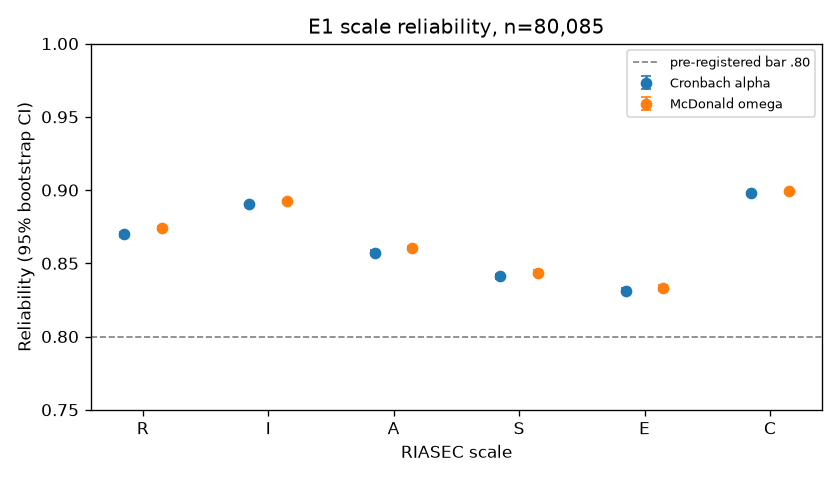 E1 scale reliability, n=80,085
Reliability (95% bootstrap CI)
1.00
0.95
0.90
0.85
0.80
0.75
pre-registered bar .80
Cronbach alpha
McDonald omega
R I A S E C
RIASEC scale